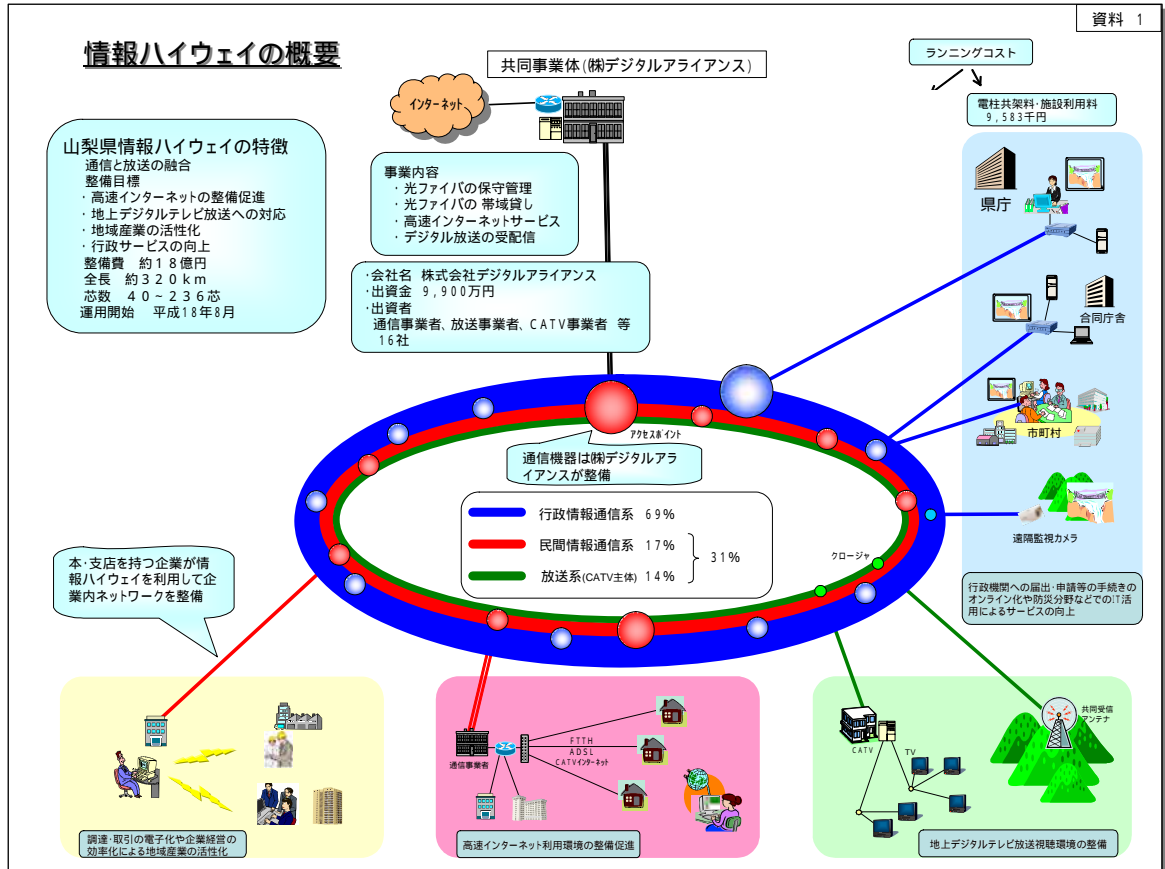 資料 1
情報ハイウェイの概要
共同事業体(㈱デジタルアライアンス)
ランニングコスト
インターネット
電柱共架料・施設利用料
9,583千円
山梨県情報ハイウェイの特徴
通信と放送の融合
整備目標
・高速インターネットの整備促進
・地上デジタルテレビ放送への対応
・地域産業の活性化
・行政サービスの向上
整備費 約18億円
全長 約320km
芯数 40~236芯
運用開始 平成18年8月
事業内容
・光ファイバの保守管理
・光ファイバの 帯域貸し
・高速インターネットサービス
・デジタル放送の受配信
・会社名 株式会社デジタルアライアンス
・出資金 9,900万円
・出資者
通信事業者、放送事業者、CATV事業者 等
16社
県庁
合同庁舎
市町村
遠隔監視カメラ
行政機関への届出・申請等の手続きの
オンライン化や防災分野などでのIT活
用によるサービスの向上
アクセスポイント
通信機器は㈱デジタルアラ
イアンスが整備
行政情報通信系 69%
民間情報通信系 17%
31%
放送系(CATV主体) 14%
クロージャ
本・支店を持つ企業が情
報ハイウェイを利用して企
業内ネットワークを整備
調達・取引の電子化や企業経営の
効率化による地域産業の活性化
通信事業者
FTTH
ADSL
CATVインターネット
高速インターネット利用環境の整備促進
CATV
TV
共同受信
アンテナ
地上デジタルテレビ放送視聴環境の整備